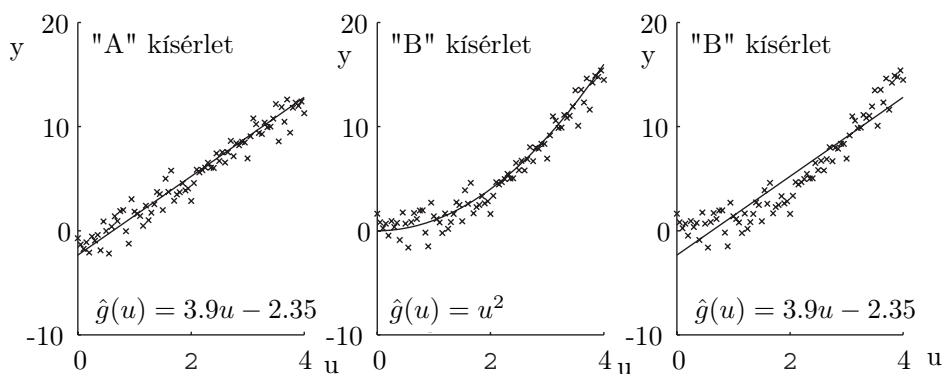 20
y
"A" kísérlet
10
0
-10
ĝ(u) = 3.9u − 2.35
0 2 4
u
20
y
"B" kísérlet
10
0
-10
ĝ(u) = u²
0 2 4
u
20
"B" kísérlet
10
0
-10
ĝ(u) = 3.9u − 2.35
0 2 4
u